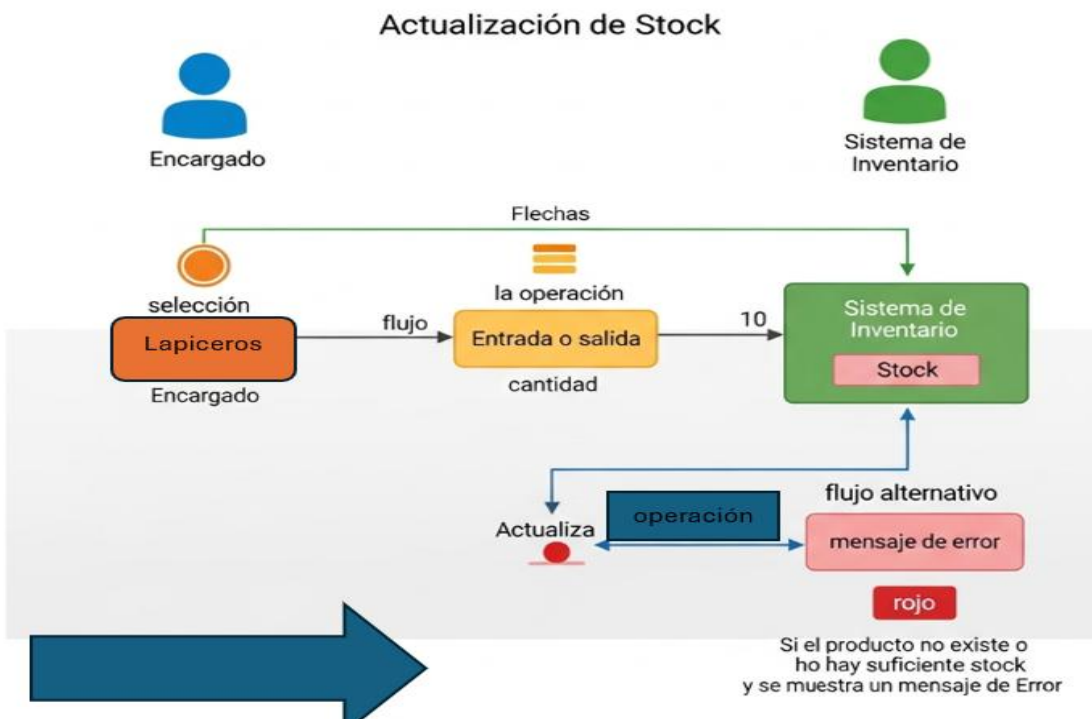 Actualización de Stock
Encargado
Sistema de
Inventario
Flechas
selección
la operación
Lapiceros
flujo
Entrada o salida
10
Sistema de
Inventario
Stock
Encargado
cantidad
flujo alternativo
Actualiza
operación
mensaje de error
rojo
Si el producto no existe o
ho hay suficiente stock
y se muestra un mensaje de Error